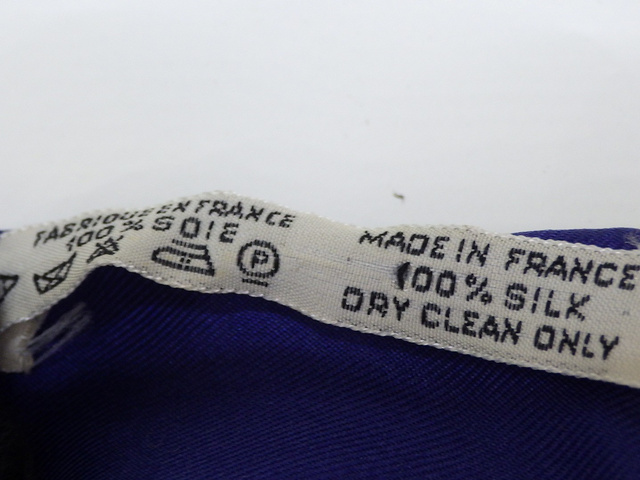 FABRIQUE EN FRANCE
100 % SOIE
P
MADE IN FRANCE
100% SILK
DRY CLEAN ONLY